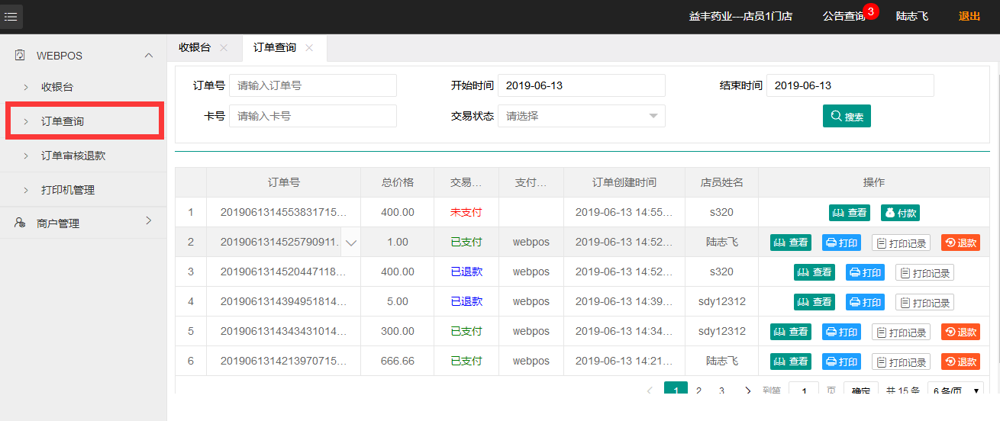 益丰药业---店员1门店 公告查询 3 陆志飞 退出
WEBPOS
收银台
订单查询
订单审核退款
打印机管理
商户管理
收银台 订单查询
订单号 请输入订单号 开始时间 2019-06-13 结束时间 2019-06-13
卡号 请输入卡号 交易状态 请选择 搜索
订单号 总价格 交易... 支付... 订单创建时间 店员姓名 操作
1 2019061314553831715... 400.00 未支付 2019-06-13 14:55... s320 查看 付款
2 2019061314525790911. 1.00 已支付 webpos 2019-06-13 14:52... 陆志飞 查看 打印 打印记录 退款
3 2019061314520447118... 400.00 已退款 webpos 2019-06-13 14:52... s320 查看 打印 打印记录
4 2019061314394951814... 5.00 已退款 webpos 2019-06-13 14:39... sdy12312 查看 打印 打印记录
5 2019061314343431014... 300.00 已支付 webpos 2019-06-13 14:34... sdy12312 查看 打印 打印记录 退款
6 2019061314213970715... 666.66 已支付 webpos 2019-06-13 14:21... 陆志飞 查看 打印 打印记录 退款
1 2 3 到第 1 页 确定 共 15 条 6 条/页